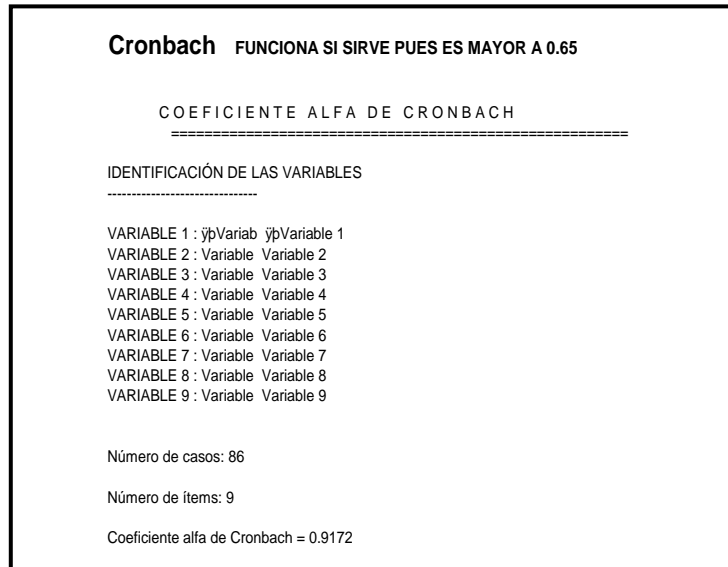 Cronbach FUNCIONA SI SIRVE PUES ES MAYOR A 0.65
C O E F I C I E N T E A L F A D E C R O N B A C H
=======================================================
IDENTIFICACIÓN DE LAS VARIABLES
-------------------------------
VARIABLE 1 : ÿþVariab ÿþVariable 1
VARIABLE 2 : Variable Variable 2
VARIABLE 3 : Variable Variable 3
VARIABLE 4 : Variable Variable 4
VARIABLE 5 : Variable Variable 5
VARIABLE 6 : Variable Variable 6
VARIABLE 7 : Variable Variable 7
VARIABLE 8 : Variable Variable 8
VARIABLE 9 : Variable Variable 9
Número de casos: 86
Número de ítems: 9
Coeficiente alfa de Cronbach = 0.9172